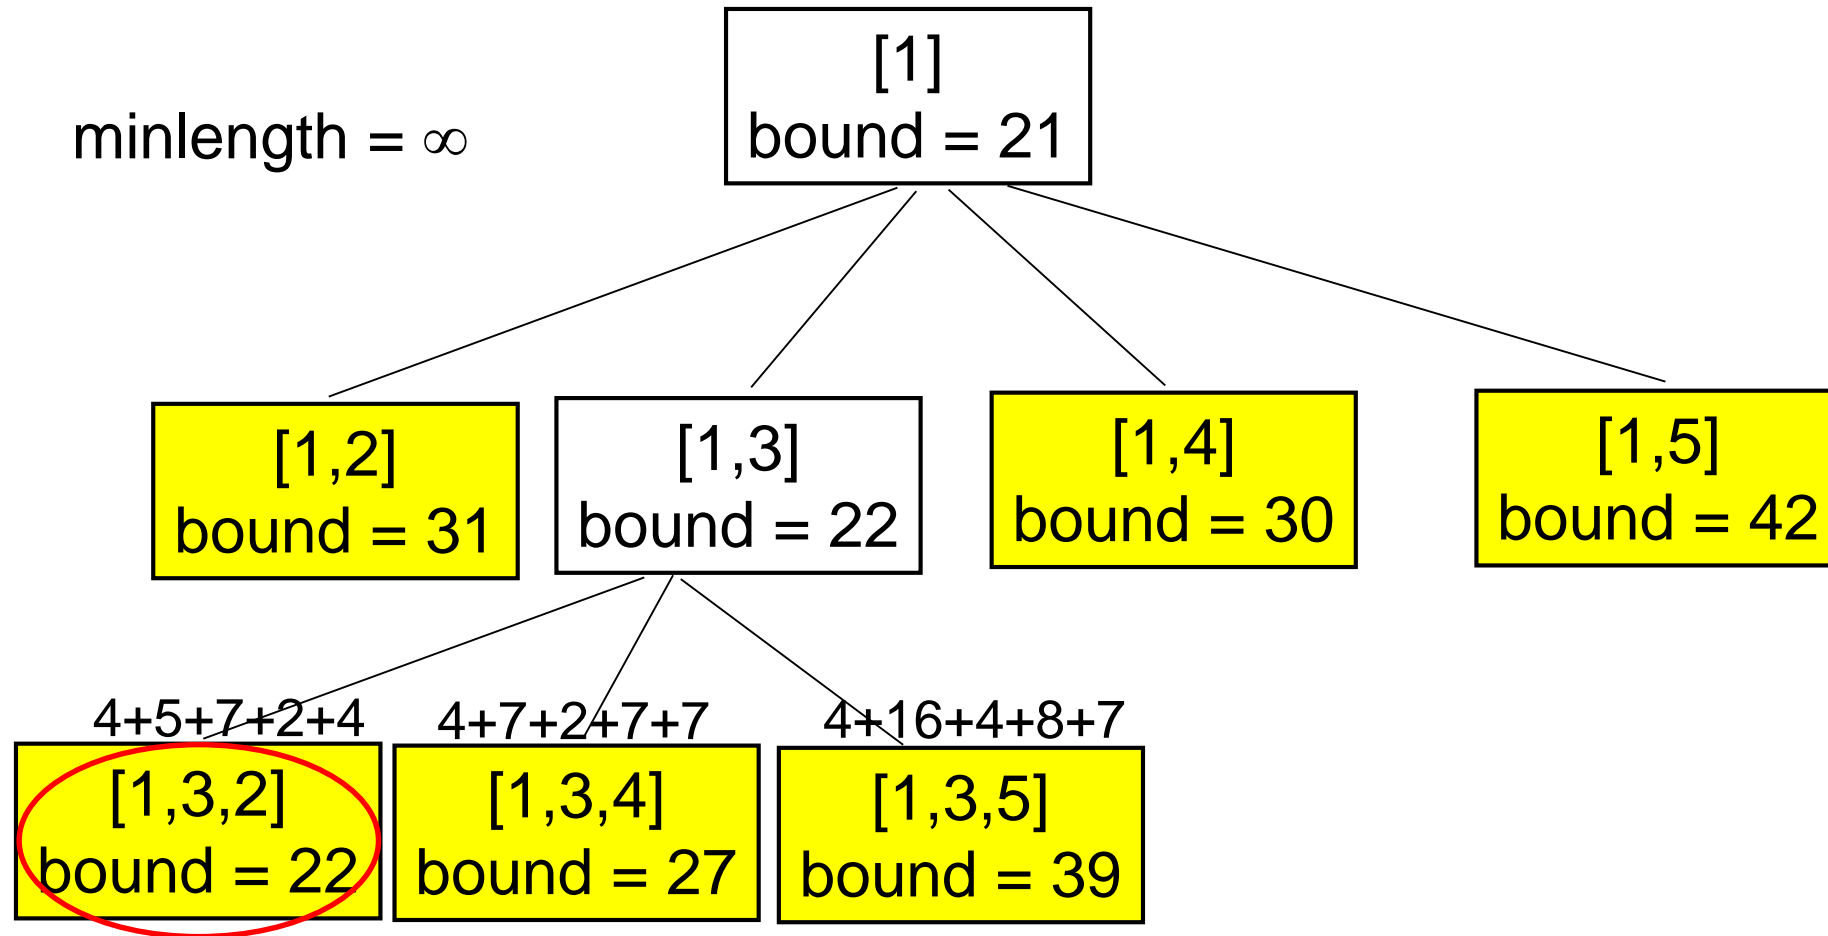 [1]
bound = 21
minlength = ∞
[1,2]
bound = 31
[1,3]
bound = 22
[1,4]
bound = 30
[1,5]
bound = 42
4+5+7+2+4
[1,3,2]
bound = 22
4+7+2+7+7
[1,3,4]
bound = 27
4+16+4+8+7
[1,3,5]
bound = 39